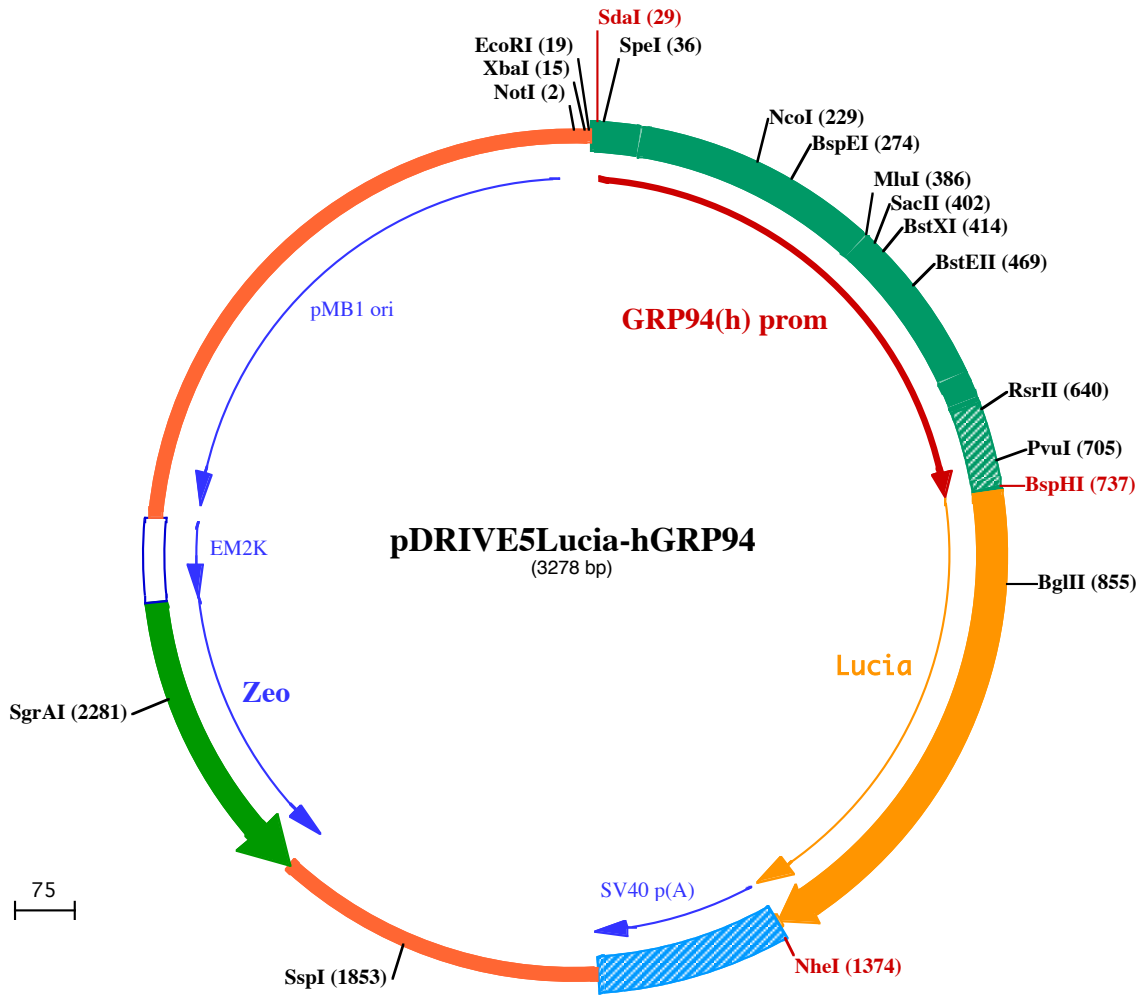 SdaI (29)
EcoRI (19)
SpeI (36)
XbaI (15)
NotI (2)
NcoI (229)
BspEI (274)
MluI (386)
SacII (402)
BstXI (414)
BstEII (469)
pMB1 ori
GRP94(h) prom
RsrII (640)
PvuI (705)
BspHI (737)
EM2K
pDRIVE5Lucia-hGRP94
(3278 bp)
BglII (855)
Lucia
Zeo
SgrAI (2281)
75
SV40 p(A)
SspI (1853)
NheI (1374)